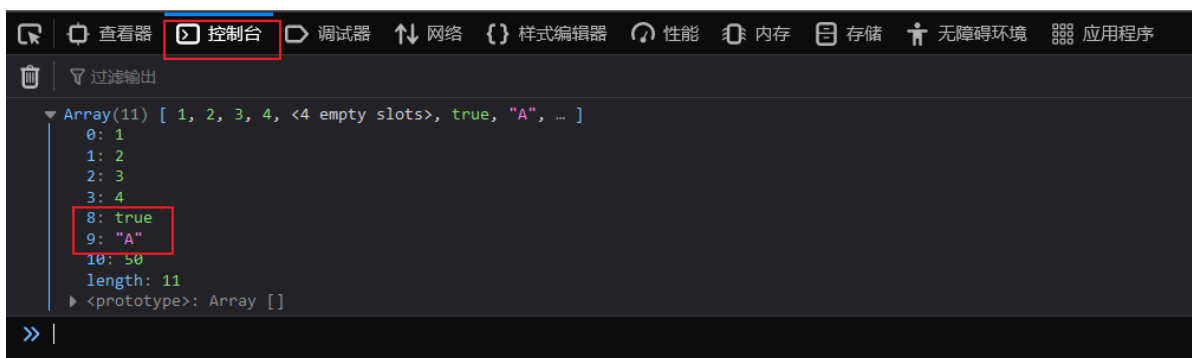 查看器 控制台 调试器 网络 {} 样式编辑器 性能 内存 存储 无障碍环境 应用程序
过滤输出
Array(11) [ 1, 2, 3, 4, <4 empty slots>, true, "A", … ]
0: 1
1: 2
2: 3
3: 4
8: true
9: "A"
10: 50
length: 11
<prototype>: Array []